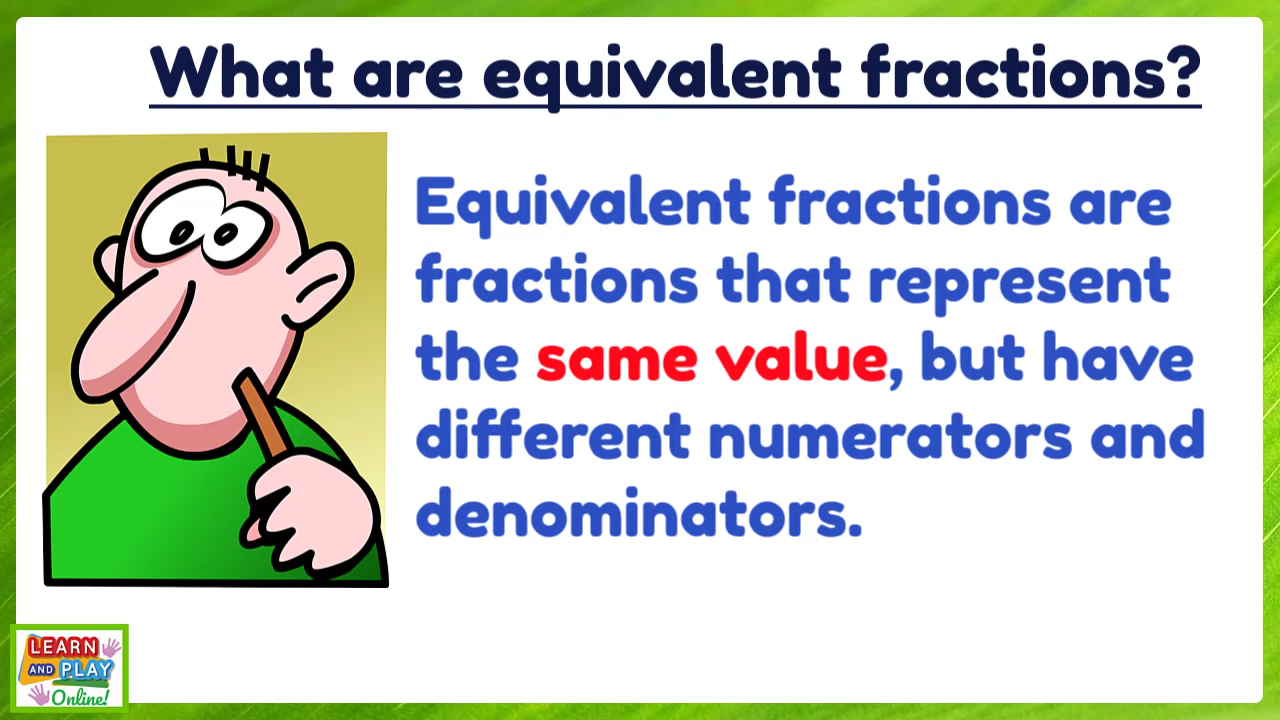 What are equivalent fractions?
Equivalent fractions are
fractions that represent
the same value, but have
different numerators and
denominators.
LEARN
AND PLAY
Online!